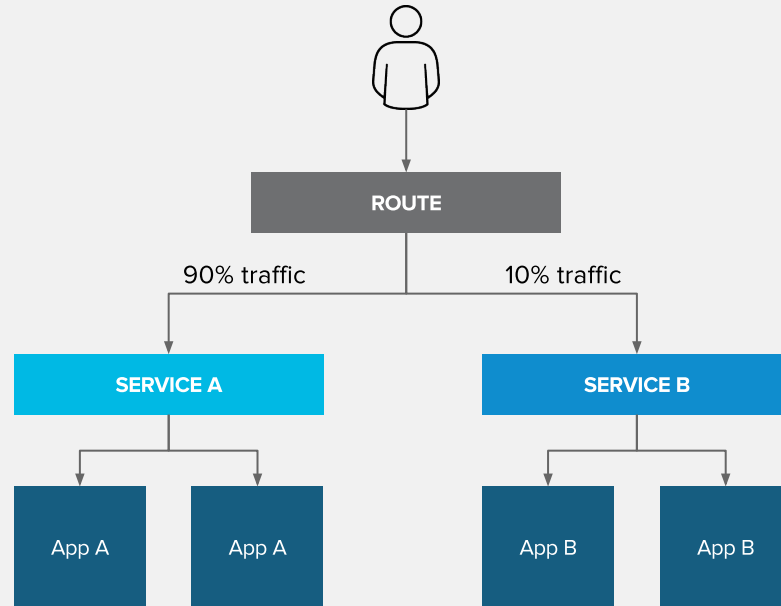 ROUTE
90% traffic
10% traffic
SERVICE A
SERVICE B
App A
App A
App B
App B